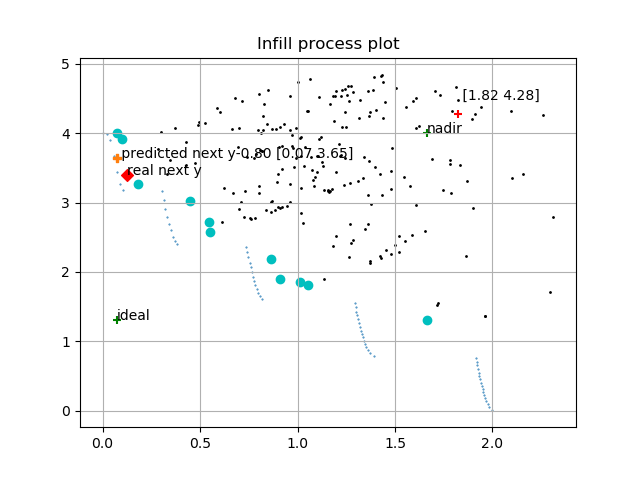 Infill process plot
5
4
3
2
1
0
[1.82 4.28]
nadir
predicted next y-0.80 [0.07 3.65]
real next y
ideal
0.0
0.5
1.0
1.5
2.0